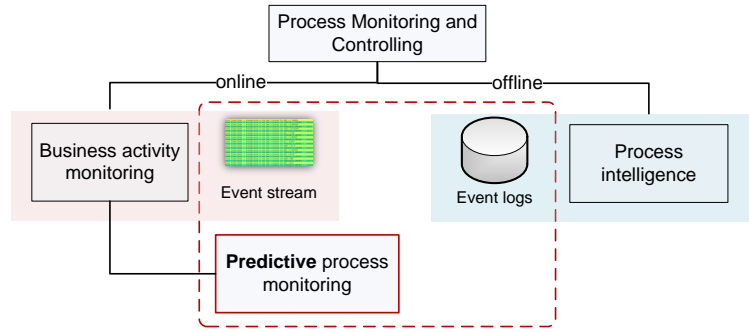 Process Monitoring and
Controlling
online
offline
Business activity
monitoring
Event stream
Event logs
Process
intelligence
Predictive process
monitoring